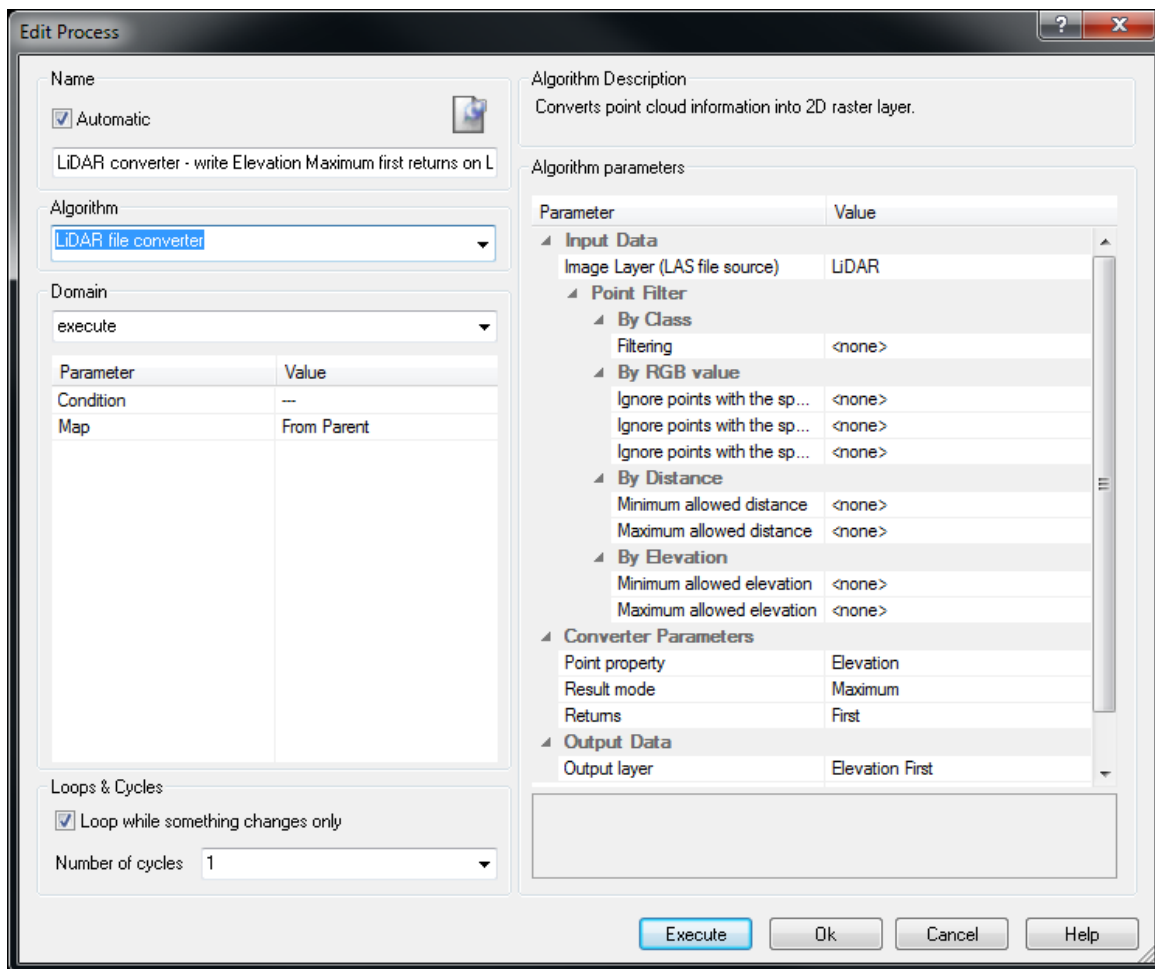 Edit Process
Name
Automatic
LiDAR converter - write Elevation Maximum first returns on L
Algorithm
LiDAR file converter
Domain
execute
Parameter Value
Condition ---
Map From Parent
Loops & Cycles
Loop while something changes only
Number of cycles 1
Algorithm Description
Converts point cloud information into 2D raster layer.
Algorithm parameters
Parameter Value
Input Data
Image Layer (LAS file source) LiDAR
Point Filter
By Class
Filtering <none>
By RGB value
Ignore points with the sp... <none>
Ignore points with the sp... <none>
Ignore points with the sp... <none>
By Distance
Minimum allowed distance <none>
Maximum allowed distance <none>
By Elevation
Minimum allowed elevation <none>
Maximum allowed elevation <none>
Converter Parameters
Point property Elevation
Result mode Maximum
Returns First
Output Data
Output layer Elevation First
Execute Ok Cancel Help